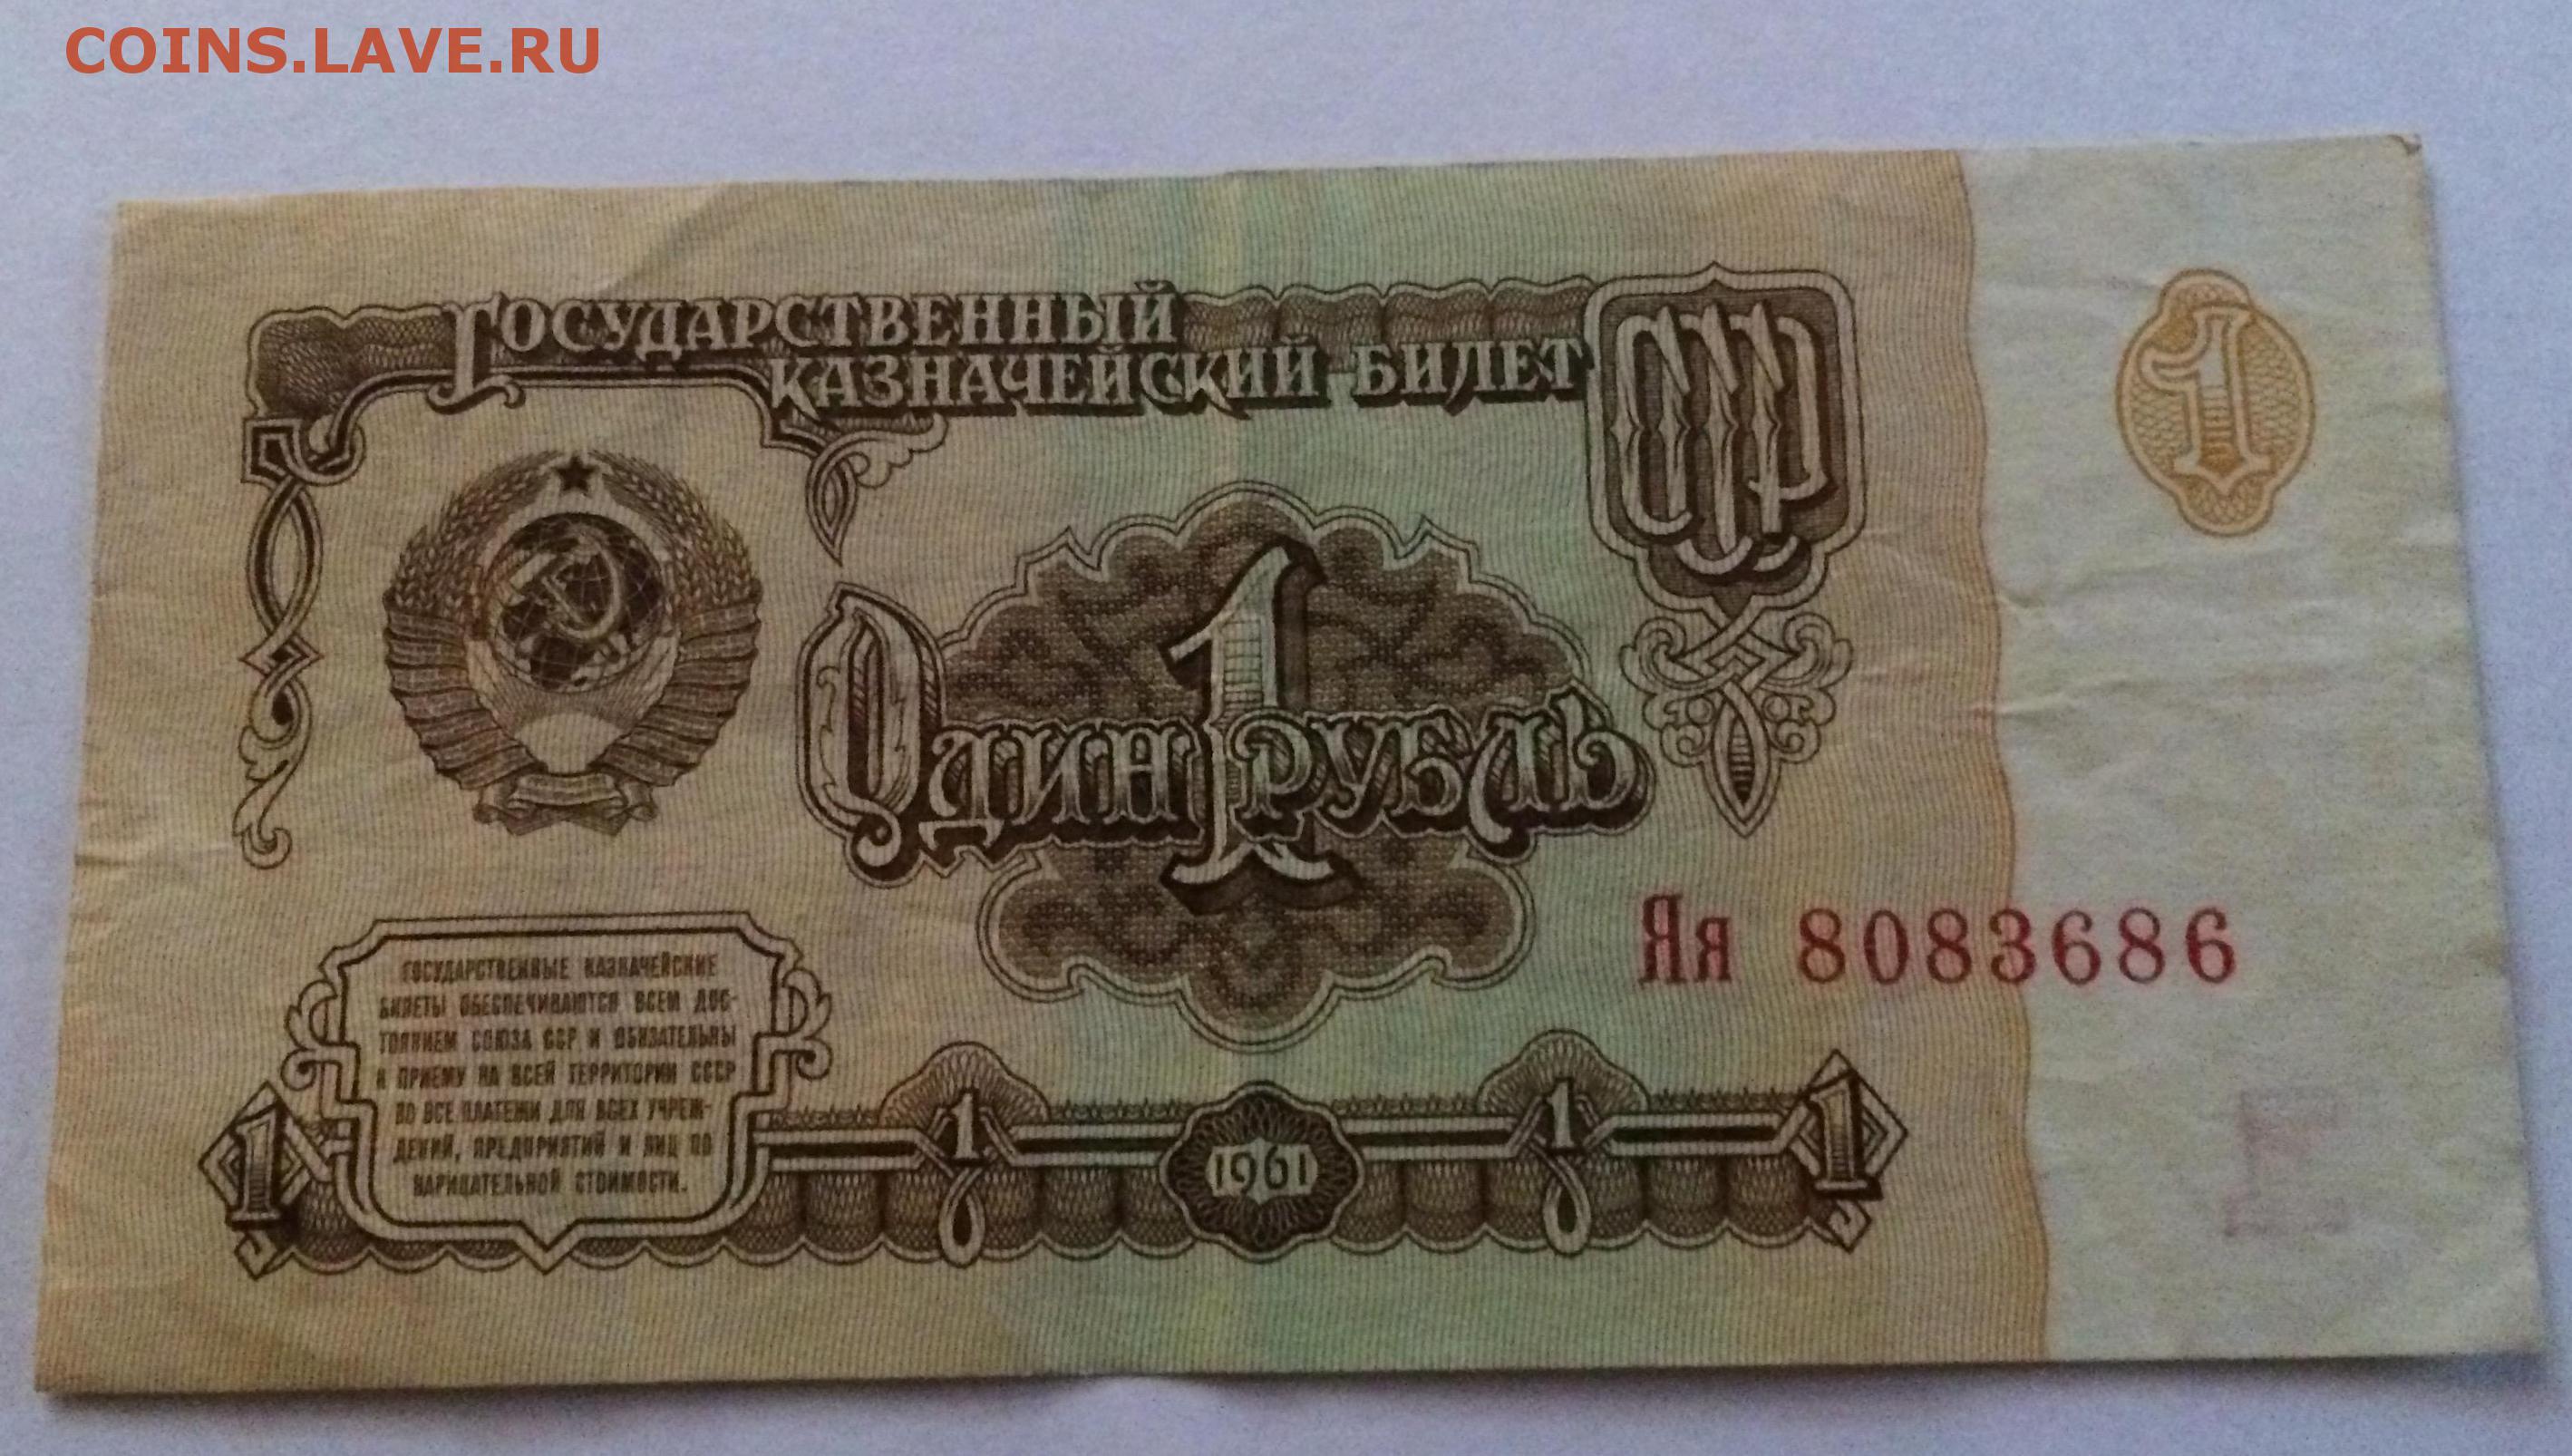 COINS.LAVE.RU
ГОСУДАРСТВЕННЫЙ
КАЗНАЧЕЙСКИЙ БИЛЕТ
СССР
1
1
ОДИН РУБЛЬ
Яя 8083686
ГОСУДАРСТВЕННЫЕ КАЗНАЧЕЙСКИЕ
БИЛЕТЫ ОБЕСПЕЧИВАЮТСЯ ВСЕМ ДОС-
ТОЯНИЕМ СОЮЗА ССР И ОБЯЗАТЕЛЬНЫ
К ПРИЕМУ НА ВСЕЙ ТЕРРИТОРИИ СССР
ВО ВСЕ ПЛАТЕЖИ ДЛЯ ВСЕХ УЧРЕЖ-
ДЕНИЙ, ПРЕДПРИЯТИЙ И ЛИЦ ПО
НАРИЦАТЕЛЬНОЙ СТОИМОСТИ.
1 1 1961 1 1